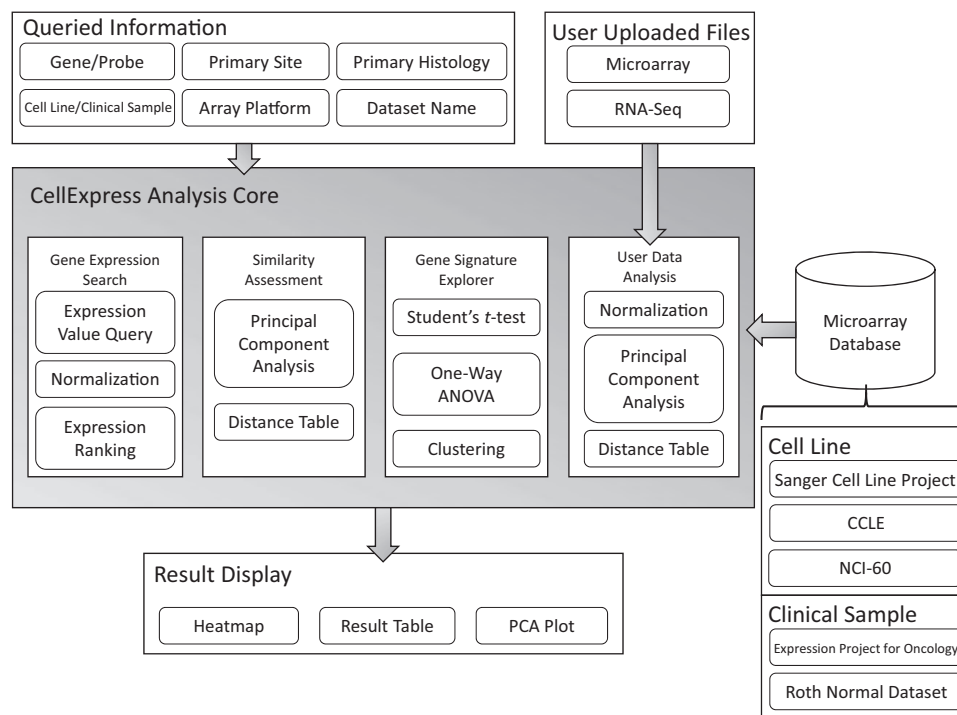 Queried Information
Gene/Probe
Primary Site
Primary Histology
Cell Line/Clinical Sample
Array Platform
Dataset Name
User Uploaded Files
Microarray
RNA-Seq
CellExpress Analysis Core
Gene Expression
Search
Expression
Value Query
Normalization
Expression
Ranking
Similarity
Assessment
Principal
Component
Analysis
Distance Table
Gene Signature
Explorer
Student's t-test
One-Way
ANOVA
Clustering
User Data
Analysis
Normalization
Principal
Component
Analysis
Distance Table
Microarray
Database
Cell Line
Sanger Cell Line Project
CCLE
NCI-60
Clinical Sample
Expression Project for Oncology
Roth Normal Dataset
Result Display
Heatmap
Result Table
PCA Plot